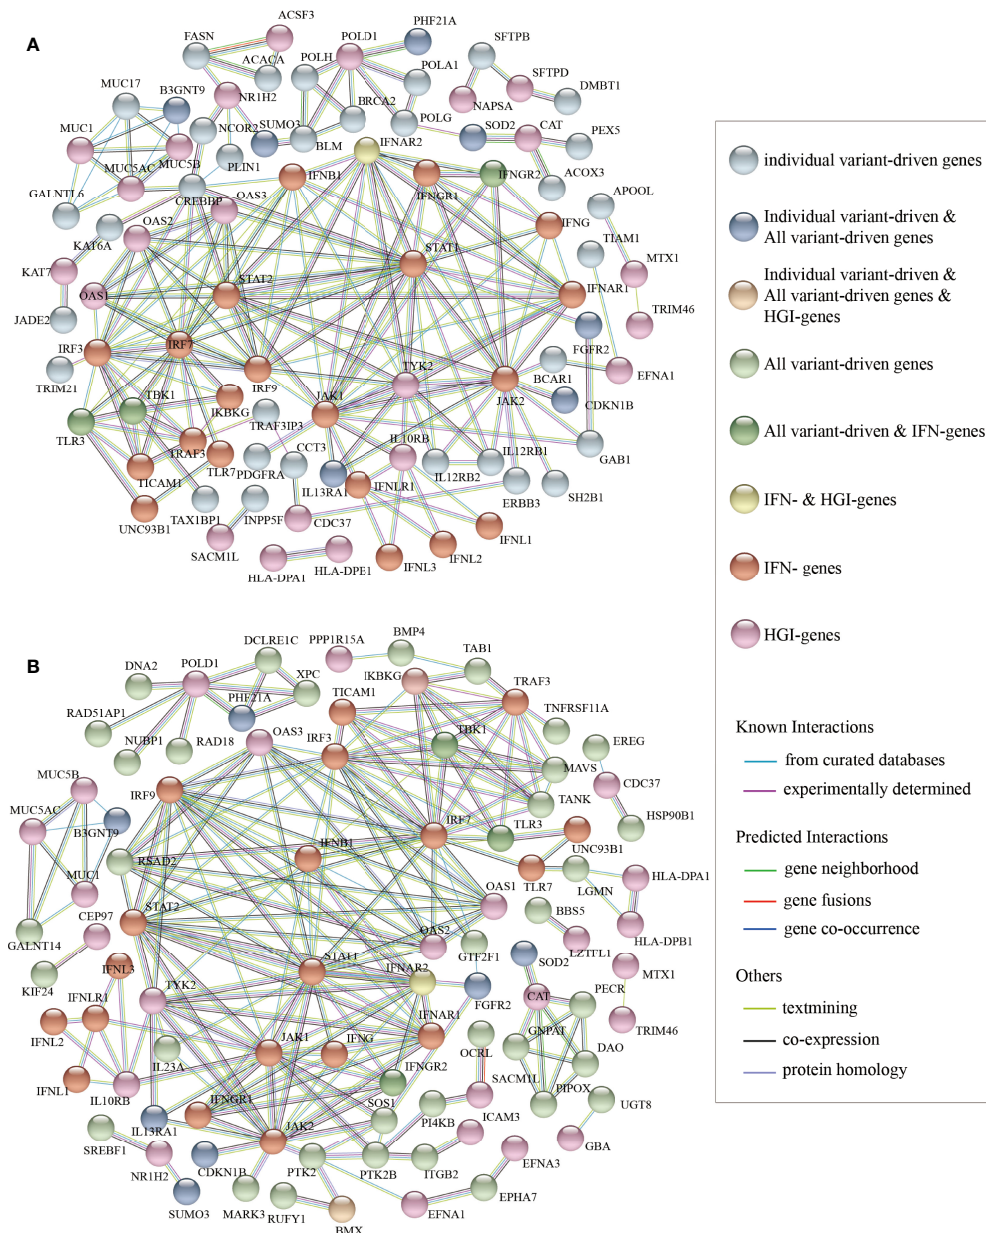 A
ACSF3
FASN
PHF21A
POLD1
SFTPB
ACACA
POLH
POLA1
SFTPD
MUC17
B3GNT9
NR1H2
BRCA2
NAPSA
DMBT1
NCOR2
SUMO3
POLG
SOD2
CAT
PEX5
MUC1
MUC5B
BLM
IFNAR2
MUC5AC
PLIN1
IFNB1
IFNGR1
IFNGR2
ACOX3
GALNTL6
CREBBP
OAS3
APOOL
OAS2
IFNG
TIAM1
KAT6A
STAT1
MTX1
KAT7
STAT2
IFNAR1
OAS1
TRIM46
JADE2
IRF7
FGFR2
IRF3
TYK2
BCAR1
EFNA1
TRIM21
IRF9
JAK2
CDKN1B
TBK1
IKBKG
JAK1
TRAF3IP3
IL10RB
TLR3
TRAF3
CCT3
IL12RB1
GAB1
TICAM1
TLR7
PDGFRA
IL13RA1
IFNLR1
IL12RB2
SH2B1
UNC93B1
TAX1BP1
INPP5F
ERBB3
CDC37
IFNL1
SACM1L
IFNL2
HLA-DPA1
HLA-DPB1
IFNL3
B
DCLRE1C
PPP1R15A
BMP4
DNA2
POLD1
TAB1
XPC
IKBKG
PHF21A
TICAM1
TRAF3
RAD51AP1
TNFRSF11A
NUBP1
RAD18
OAS3
IRF3
TBK1
EREG
MUC5B
MAVS
CDC37
MUC5AC
IRF9
B3GNT9
TANK
HSP90B1
IRF7
TLR3
RSAD2
IFNB1
UNC93B1
MUC1
TLR7
LGMN
HLA-DPA1
CEP97
STAT2
OAS1
BBS5
GALNT14
OAS2
LZTFL1
HLA-DPB1
IFNL3
STAT1
GTF2F1
SOD2
KIF24
IFNAR2
MTX1
TYK2
FGFR2
CAT
PECR
IFNLR1
IFNAR1
TRIM46
IFNL2
JAK1
IFNG
OCRL
GNPAT
DAO
IL23A
IFNGR2
SACM1L
IFNL1
IL10RB
IFNGR1
SOS1
PIPOX
IL13RA1
PI4KB
ICAM3
UGT8
SREBF1
JAK2
GBA
NR1H2
CDKN1B
PTK2
PTK2B
ITGB2
EFNA3
SUMO3
MARK3
RUFY1
BMX
EFNA1
EPHA7
individual variant-driven genes
Individual variant-driven &
All variant-driven genes
Individual variant-driven &
All variant-driven genes &
HGI-genes
All variant-driven genes
All variant-driven & IFN-genes
IFN- & HGI-genes
IFN- genes
HGI-genes
Known Interactions
from curated databases
experimentally determined
Predicted Interactions
gene neighborhood
gene fusions
gene co-occurrence
Others
textmining
co-expression
protein homology